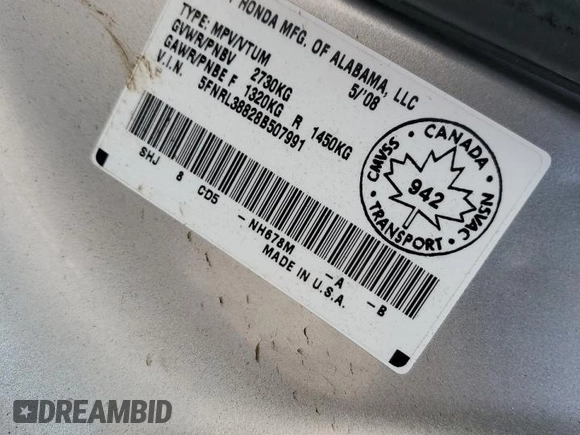 HONDA MFG. OF ALABAMA, LLC
TYPE: MPV/VTUM 5/'08
GVWR/PNBV 2730KG
GAWR/PNBE F 1320KG R 1450KG
V.I.N. 5FNRL38828B507991
SHJ 8 CD5 -NH678M -A -B
MADE IN U.S.A.
CANADA
CMVSS · NSVAC
942
· TRANSPORT ·
DREAMBID